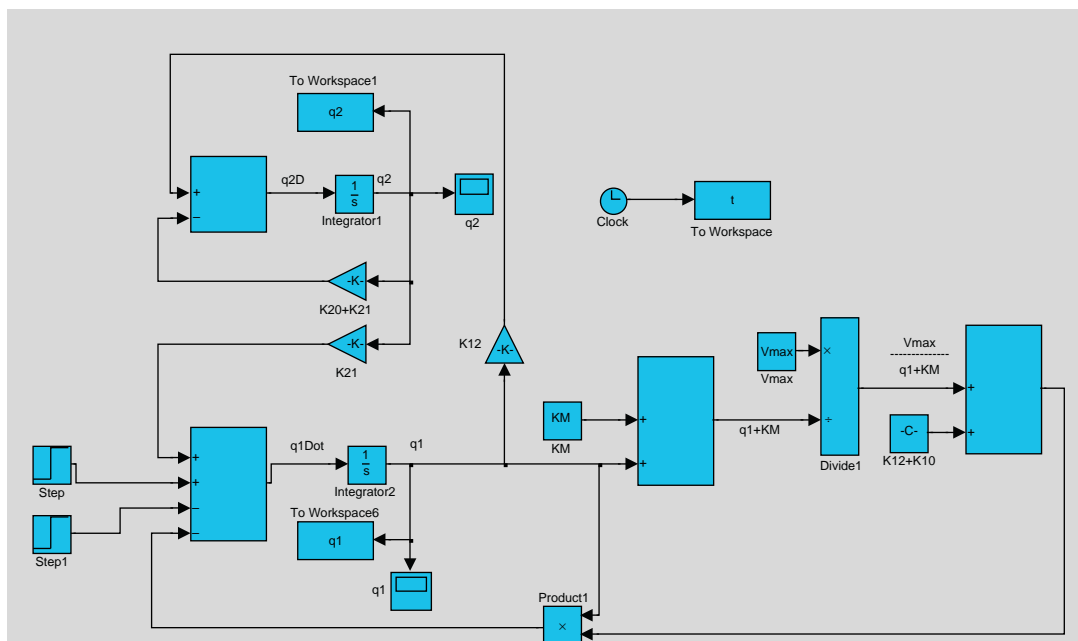 To Workspace1
q2
+
−
q2D
1
s
Integrator1
q2
q2
-K-
K20+K21
-K-
K21
K12
-K-
Clock
t
To Workspace
Vmax
Vmax
×
÷
Divide1
Vmax
----------------
q1+KM
+
+
-C-
K12+K10
KM
KM
+
+
q1+KM
Step
Step1
+
+
−
−
q1Dot
1
s
Integrator2
q1
To Workspace6
q1
q1
Product1
×